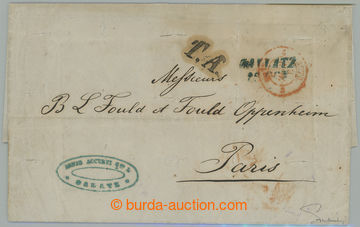 T.A.
GALLATZ
Messieurs
B L Fould et Fould Oppenheim
Paris
GALATZ
© burda-auction.com